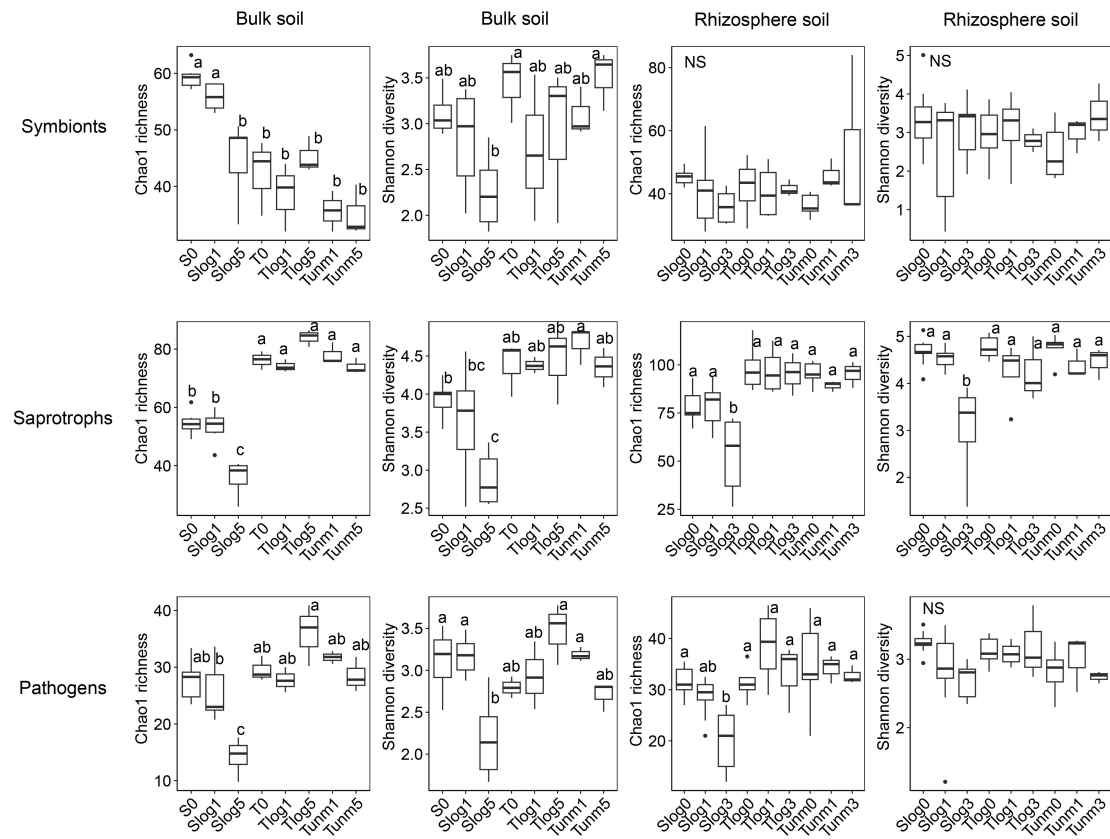 Bulk soil Bulk soil Rhizosphere soil Rhizosphere soil
Symbionts
Chao1 richness
60
50
40
a a b b b b b b
S0 Slog1 Slog5 T0 Tlog1 Tlog5 Tunm1 Tunm5
Shannon diversity
3.5
3.0
2.5
2.0
ab ab b a ab ab ab a
S0 Slog1 Slog5 T0 Tlog1 Tlog5 Tunm1 Tunm5
Chao1 richness
80
60
40
NS
Slog0 Slog1 Slog3 Tlog0 Tlog1 Tlog3 Tunm0 Tunm1 Tunm3
Shannon diversity
5
4
3
2
1
NS
Slog0 Slog1 Slog3 Tlog0 Tlog1 Tlog3 Tunm0 Tunm1 Tunm3
Saprotrophs
Chao1 richness
80
60
40
b b c a a a a a
S0 Slog1 Slog5 T0 Tlog1 Tlog5 Tunm1 Tunm5
Shannon diversity
4.5
4.0
3.5
3.0
2.5
b bc c ab ab ab a ab
S0 Slog1 Slog5 T0 Tlog1 Tlog5 Tunm1 Tunm5
Chao1 richness
100
75
50
25
a a b a a a a a a
Slog0 Slog1 Slog3 Tlog0 Tlog1 Tlog3 Tunm0 Tunm1 Tunm3
Shannon diversity
5
4
3
2
a a b a a a a a a
Slog0 Slog1 Slog3 Tlog0 Tlog1 Tlog3 Tunm0 Tunm1 Tunm3
Pathogens
Chao1 richness
40
30
20
10
ab b c ab ab a ab ab
S0 Slog1 Slog5 T0 Tlog1 Tlog5 Tunm1 Tunm5
Shannon diversity
3.5
3.0
2.5
2.0
a a b ab ab a a ab
S0 Slog1 Slog5 T0 Tlog1 Tlog5 Tunm1 Tunm5
Chao1 richness
40
30
20
a ab b a a a a a a
Slog0 Slog1 Slog3 Tlog0 Tlog1 Tlog3 Tunm0 Tunm1 Tunm3
Shannon diversity
3
2
NS
Slog0 Slog1 Slog3 Tlog0 Tlog1 Tlog3 Tunm0 Tunm1 Tunm3